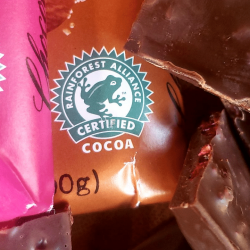 RAINFOREST ALLIANCE
CERTIFIED
COCOA
0g)